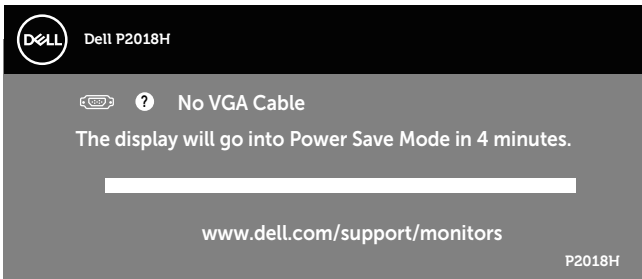 DELL
Dell P2018H
? No VGA Cable
The display will go into Power Save Mode in 4 minutes.
www.dell.com/support/monitors
P2018H